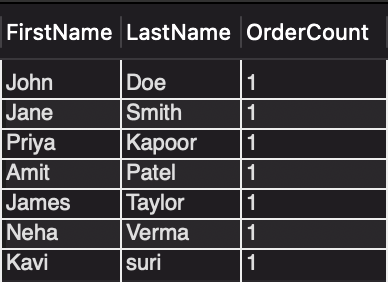 FirstName LastName OrderCount
John Doe 1
Jane Smith 1
Priya Kapoor 1
Amit Patel 1
James Taylor 1
Neha Verma 1
Kavi suri 1